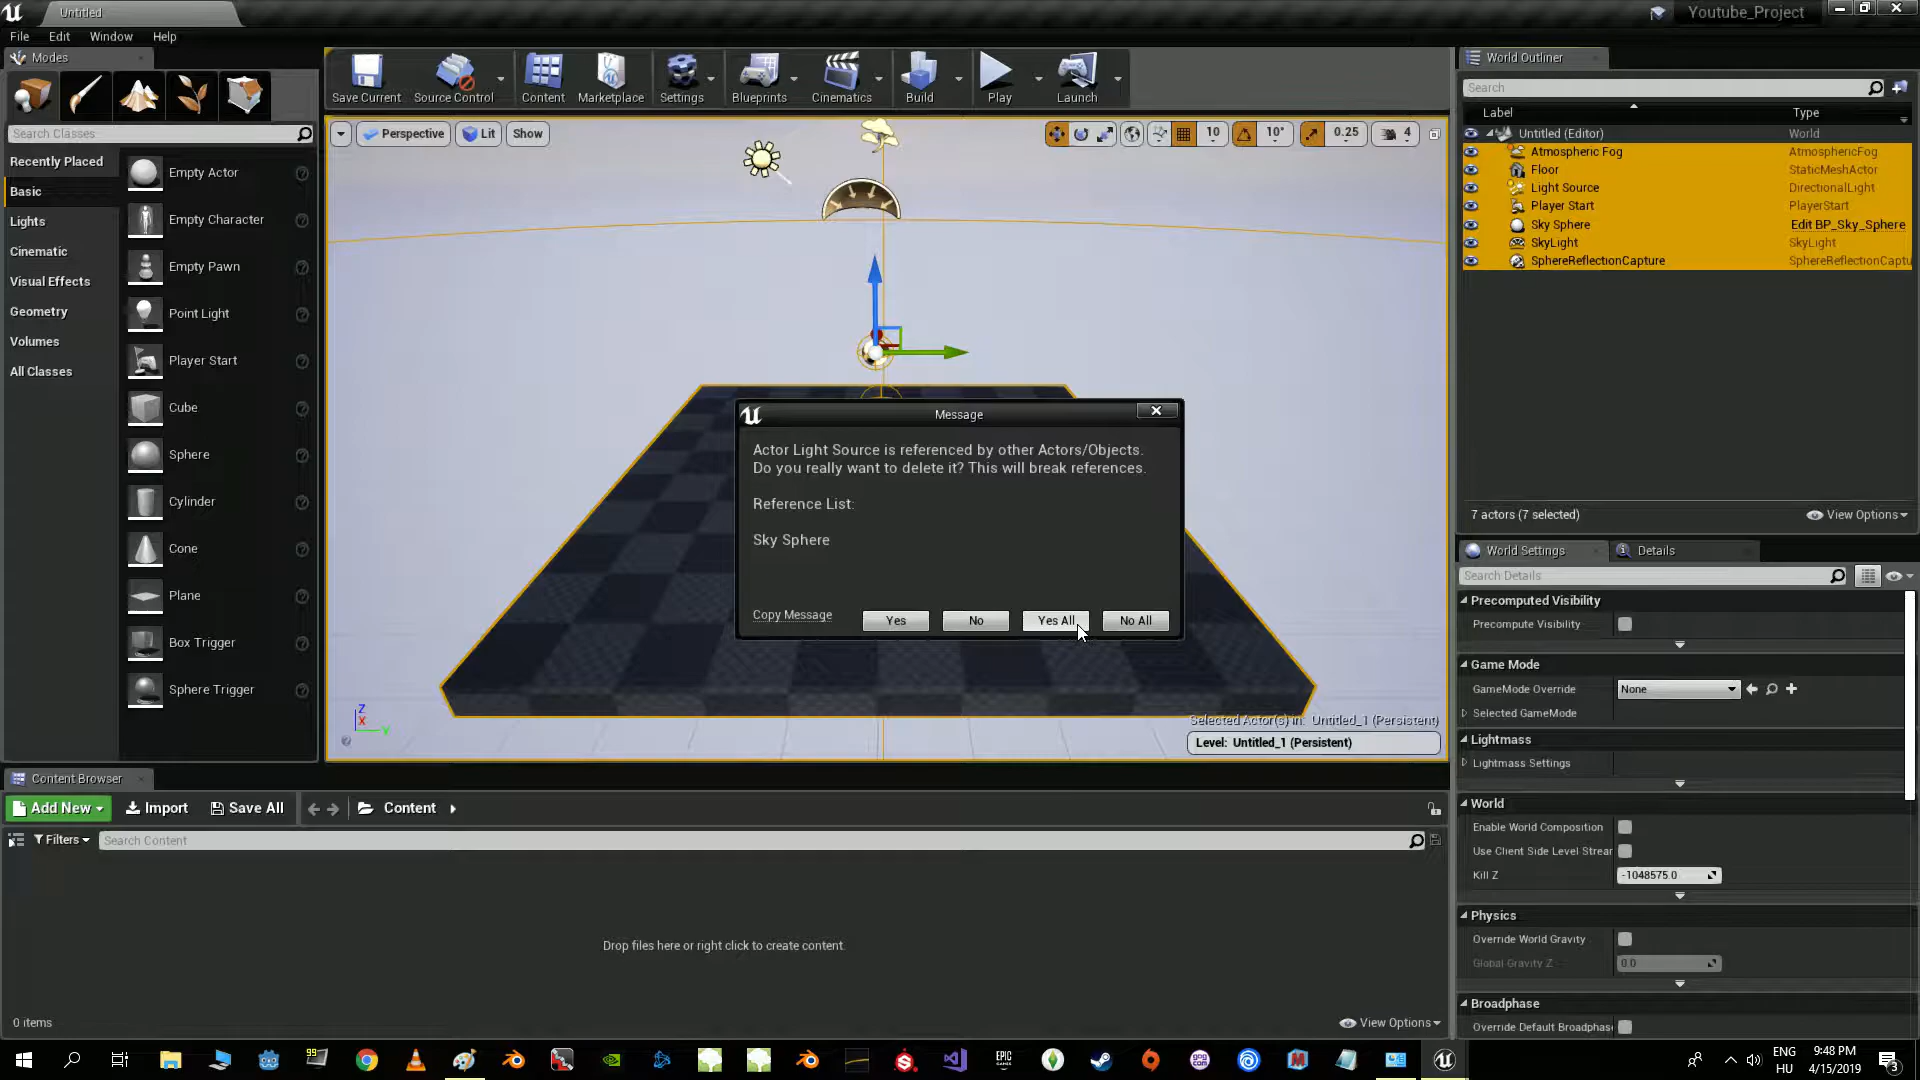 Untitled
Youtube_Project
File Edit Window Help
Modes
Save Current
Source Control
Content
Marketplace
Settings
Blueprints
Cinematics
Build
Play
Launch
Search Classes
Recently Placed
Basic
Lights
Cinematic
Visual Effects
Geometry
Volumes
All Classes
Empty Actor
Empty Character
Empty Pawn
Point Light
Player Start
Cube
Sphere
Cylinder
Cone
Plane
Box Trigger
Sphere Trigger
Perspective Lit Show
10 10° 0.25 4
Message
Actor Light Source is referenced by other Actors/Objects.
Do you really want to delete it? This will break references.
Reference List:
Sky Sphere
Copy Message Yes No Yes All No All
Z
X
Y
Selected Actor(s) in: Untitled_1 (Persistent)
Level: Untitled_1 (Persistent)
World Outliner
Search
Label Type
Untitled (Editor) World
Atmospheric Fog AtmosphericFog
Floor StaticMeshActor
Light Source DirectionalLight
Player Start PlayerStart
Sky Sphere Edit BP_Sky_Sphere
SkyLight SkyLight
SphereReflectionCapture SphereReflectionCaptu
7 actors (7 selected) View Options
World Settings Details
Search Details
Precomputed Visibility
Precompute Visibility
Game Mode
GameMode Override None
Selected GameMode
Lightmass
Lightmass Settings
World
Enable World Composition
Use Client Side Level Strear
Kill Z -1048575.0
Physics
Override World Gravity
Global Gravity Z 0.0
Broadphase
Override Default Broadphase
Content Browser
Add New Import Save All Content
Filters Search Content
Drop files here or right click to create content.
0 items View Options
ENG
HU
9:48 PM
4/15/2019
3